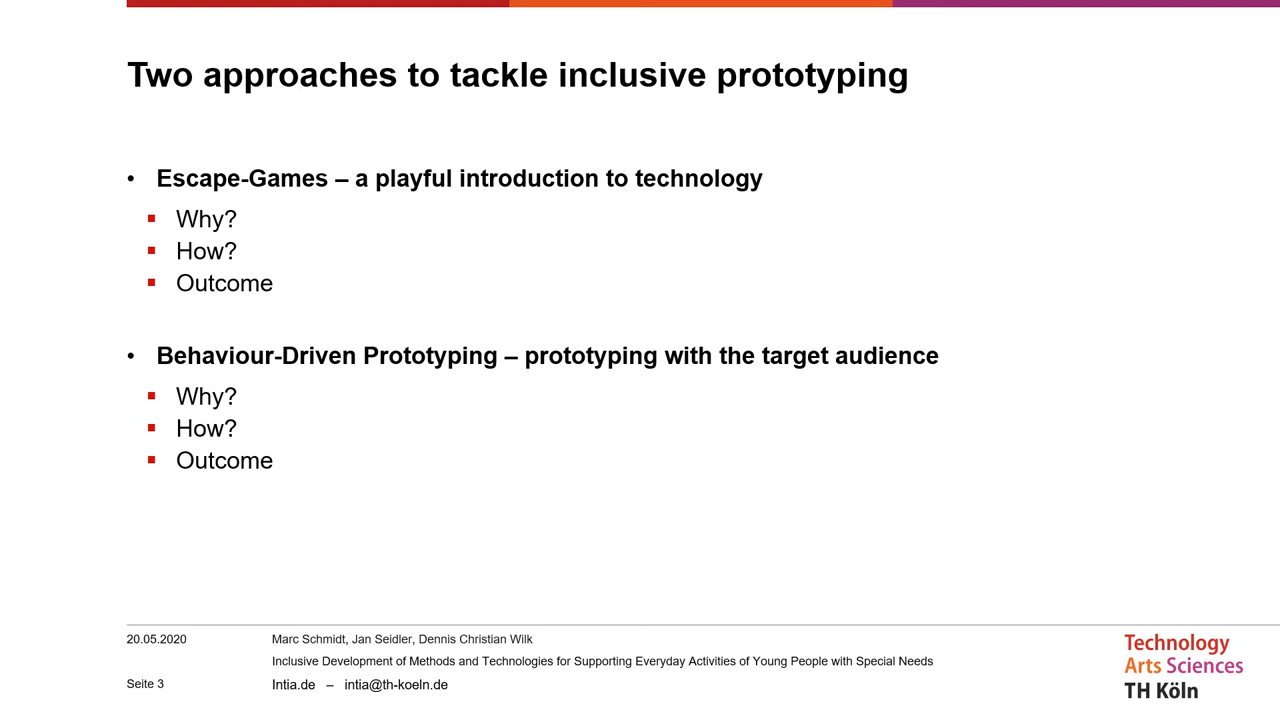 Two approaches to tackle inclusive prototyping
• Escape-Games – a playful introduction to technology
▪ Why?
▪ How?
▪ Outcome
• Behaviour-Driven Prototyping – prototyping with the target audience
▪ Why?
▪ How?
▪ Outcome
20.05.2020
Marc Schmidt, Jan Seidler, Dennis Christian Wilk
Inclusive Development of Methods and Technologies for Supporting Everyday Activities of Young People with Special Needs
Seite 3
Intia.de – intia@th-koeln.de
Technology
Arts Sciences
TH Köln